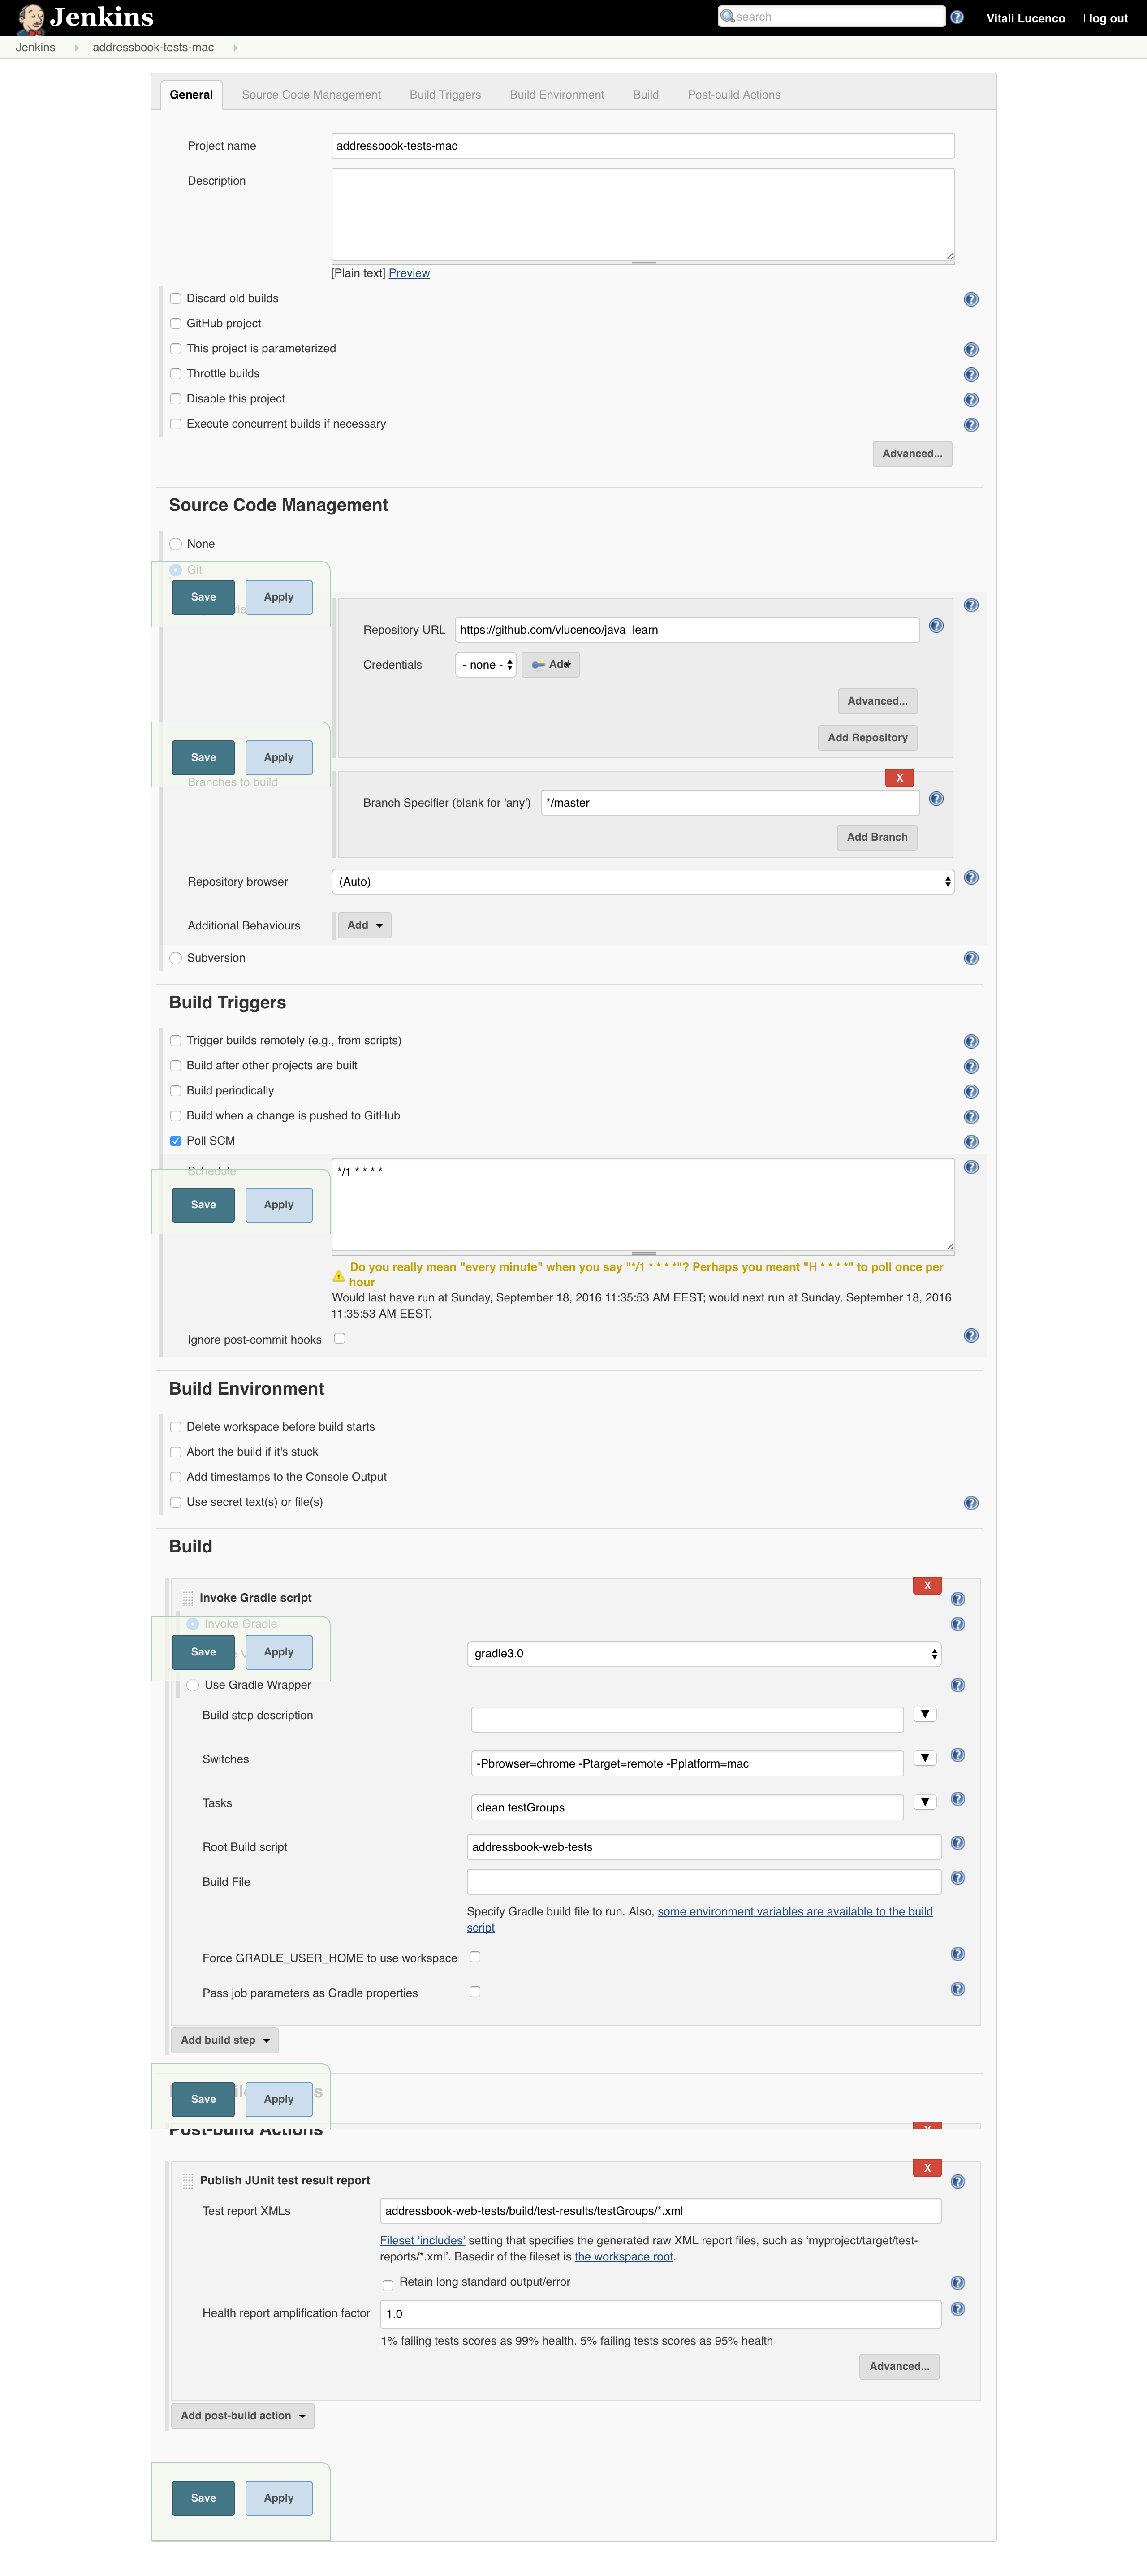 Jenkins
search
Vitali Lucenco
| log out
Jenkins
addressbook-tests-mac
General
Source Code Management
Build Triggers
Build Environment
Build
Post-build Actions
Project name
addressbook-tests-mac
Description
[Plain text] Preview
Discard old builds
GitHub project
This project is parameterized
Throttle builds
Disable this project
Execute concurrent builds if necessary
Advanced...
Source Code Management
None
Git
Save
Apply
Repository URL
https://github.com/vlucenco/java_learn
Credentials
- none -
Add
Advanced...
Add Repository
Save
Apply
Branches to build
X
Branch Specifier (blank for 'any')
*/master
Add Branch
Repository browser
(Auto)
Additional Behaviours
Add
Subversion
Build Triggers
Trigger builds remotely (e.g., from scripts)
Build after other projects are built
Build periodically
Build when a change is pushed to GitHub
Poll SCM
Schedule
*/1 * * * *
Save
Apply
Do you really mean "every minute" when you say "*/1 * * * *"? Perhaps you meant "H * * * *" to poll once per
hour
Would last have run at Sunday, September 18, 2016 11:35:53 AM EEST; would next run at Sunday, September 18, 2016
11:35:53 AM EEST.
Ignore post-commit hooks
Build Environment
Delete workspace before build starts
Abort the build if it's stuck
Add timestamps to the Console Output
Use secret text(s) or file(s)
Build
X
Invoke Gradle script
Invoke Gradle
Save
Apply
gradle3.0
Use Gradle Wrapper
Build step description
Switches
-Pbrowser=chrome -Ptarget=remote -Pplatform=mac
Tasks
clean testGroups
Root Build script
addressbook-web-tests
Build File
Specify Gradle build file to run. Also, some environment variables are available to the build
script
Force GRADLE_USER_HOME to use workspace
Pass job parameters as Gradle properties
Add build step
Save
Apply
Post-build Actions
X
Publish JUnit test result report
Test report XMLs
addressbook-web-tests/build/test-results/testGroups/*.xml
Fileset ‘includes’ setting that specifies the generated raw XML report files, such as ‘myproject/target/test-
reports/*.xml’. Basedir of the fileset is the workspace root.
Retain long standard output/error
Health report amplification factor
1.0
1% failing tests scores as 99% health. 5% failing tests scores as 95% health
Advanced...
Add post-build action
Save
Apply